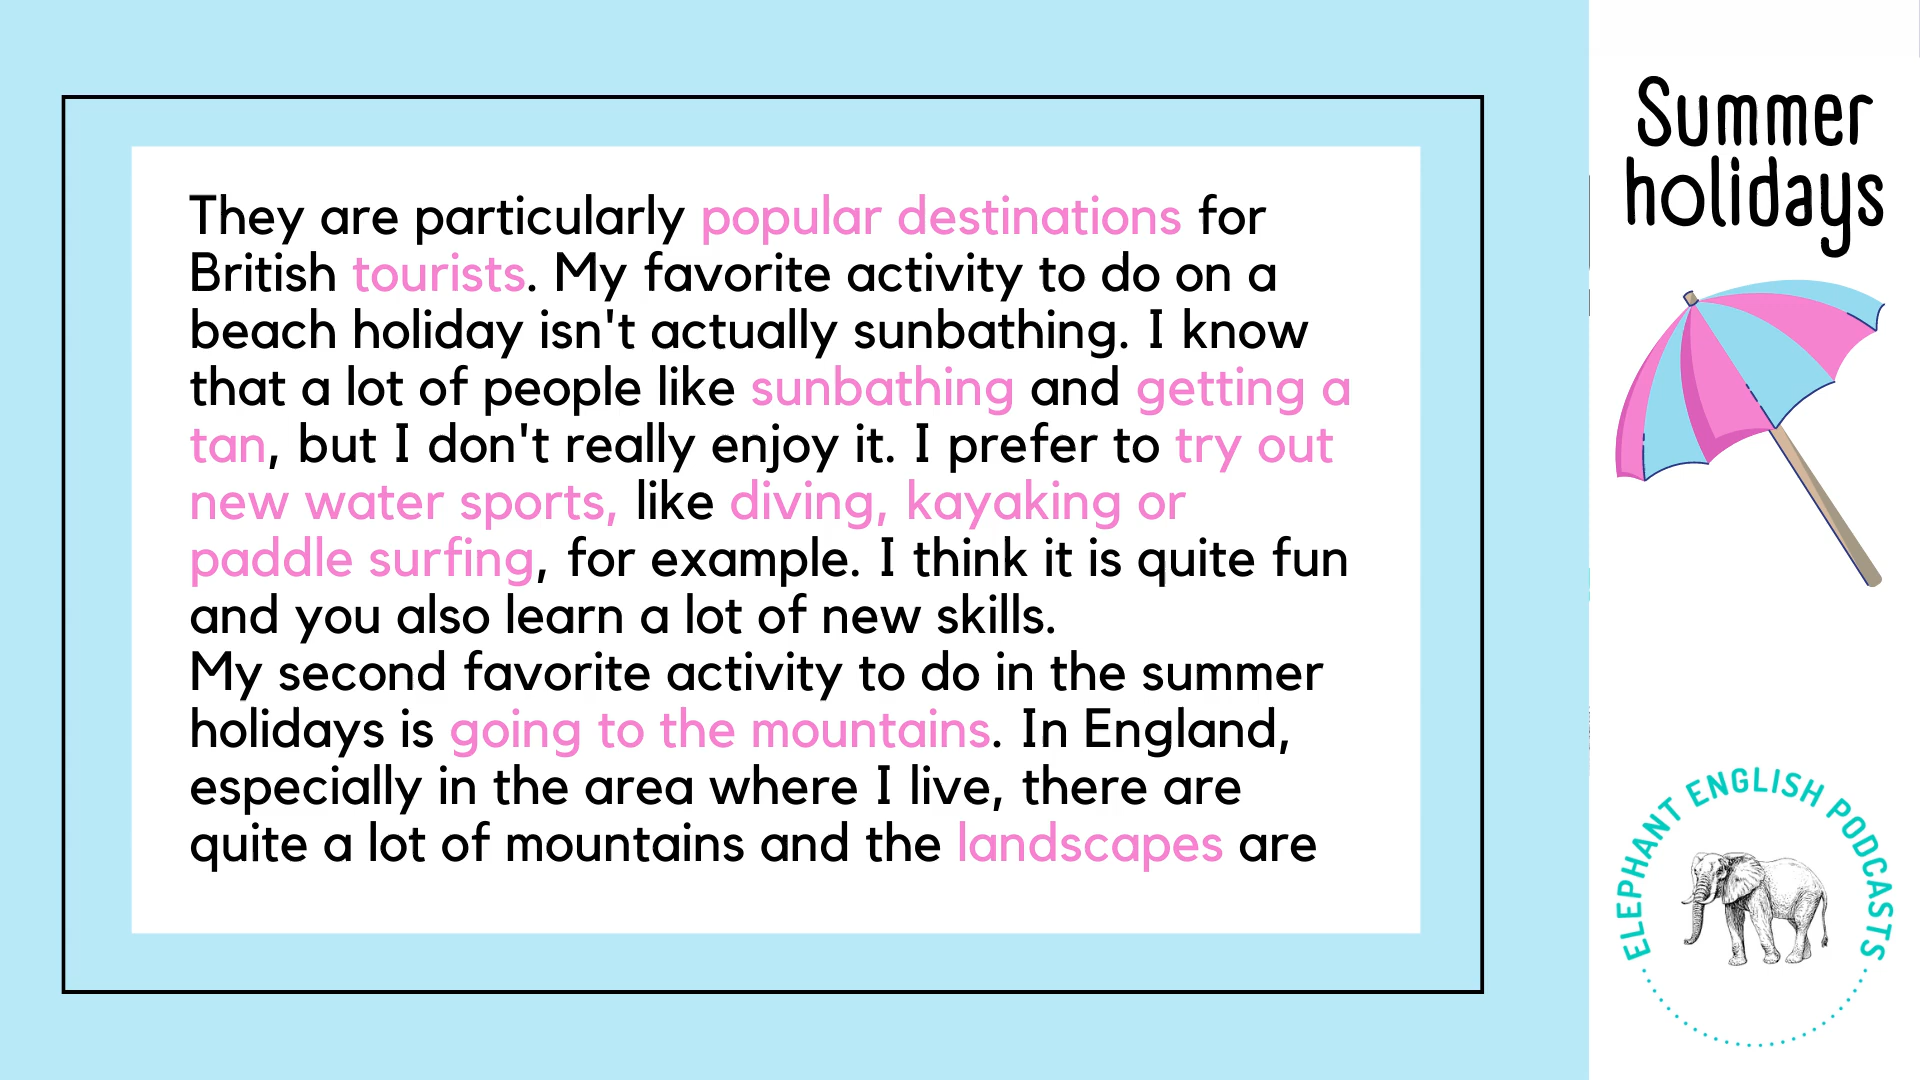 They are particularly popular destinations for
British tourists. My favorite activity to do on a
beach holiday isn't actually sunbathing. I know
that a lot of people like sunbathing and getting a
tan, but I don't really enjoy it. I prefer to try out
new water sports, like diving, kayaking or
paddle surfing, for example. I think it is quite fun
and you also learn a lot of new skills.
My second favorite activity to do in the summer
holidays is going to the mountains. In England,
especially in the area where I live, there are
quite a lot of mountains and the landscapes are
Summer
holidays
ELEPHANT ENGLISH PODCASTS